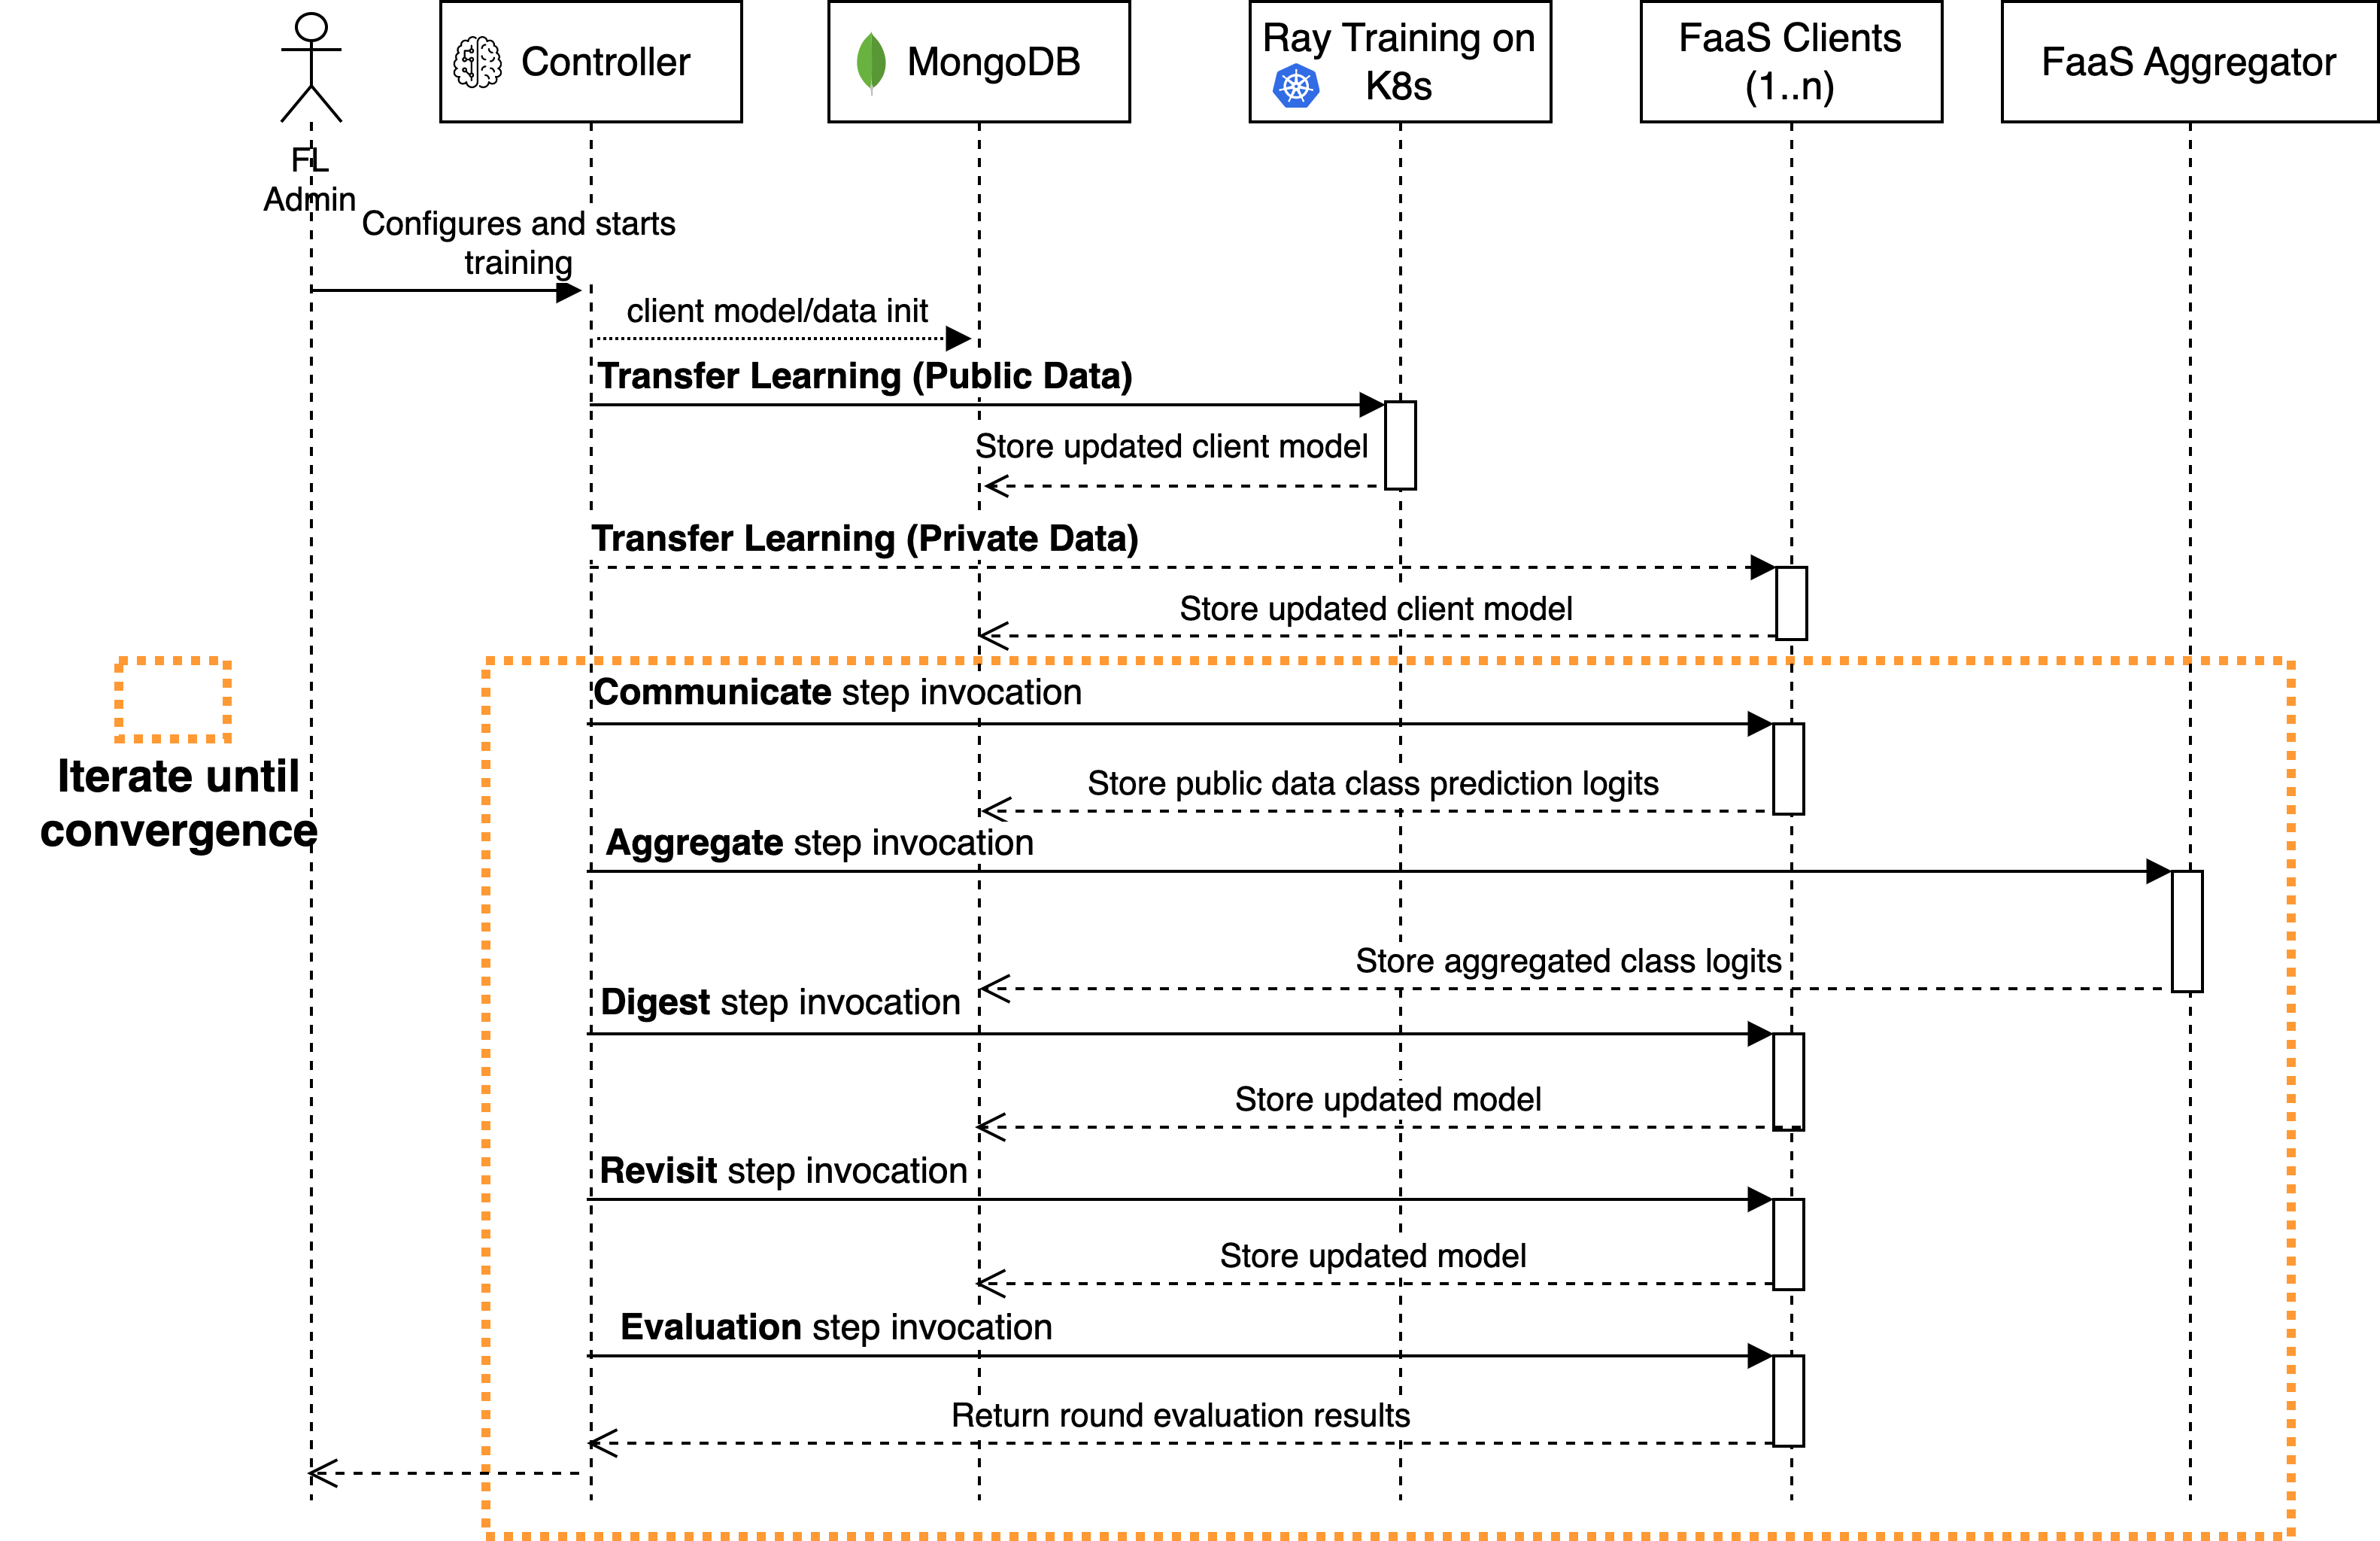 FL
Admin
Controller
MongoDB
Ray Training on
K8s
FaaS Clients
(1..n)
FaaS Aggregator
Configures and starts
training
client model/data init
Transfer Learning (Public Data)
Store updated client model
Transfer Learning (Private Data)
Store updated client model
Iterate until
convergence
Communicate step invocation
Store public data class prediction logits
Aggregate step invocation
Store aggregated class logits
Digest step invocation
Store updated model
Revisit step invocation
Store updated model
Evaluation step invocation
Return round evaluation results